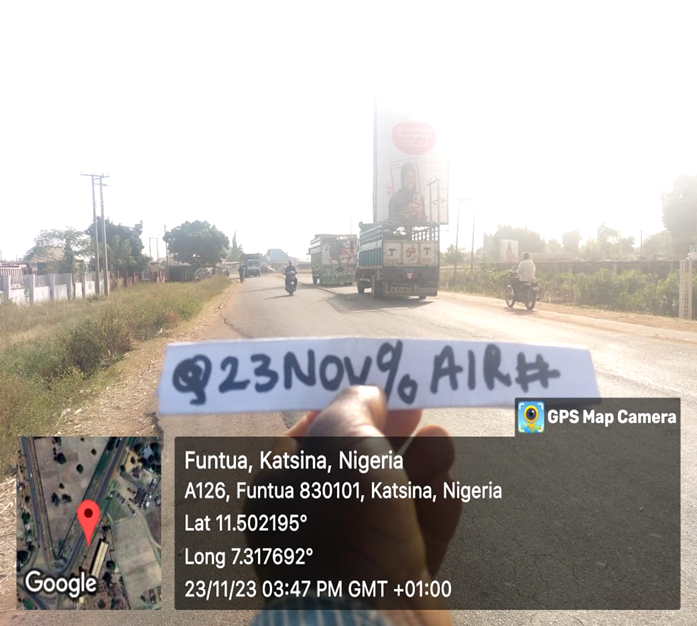 @23NOV% AIR#
GPS Map Camera
Funtua, Katsina, Nigeria
A126, Funtua 830101, Katsina, Nigeria
Lat 11.502195°
Long 7.317692°
23/11/23 03:47 PM GMT +01:00
Google